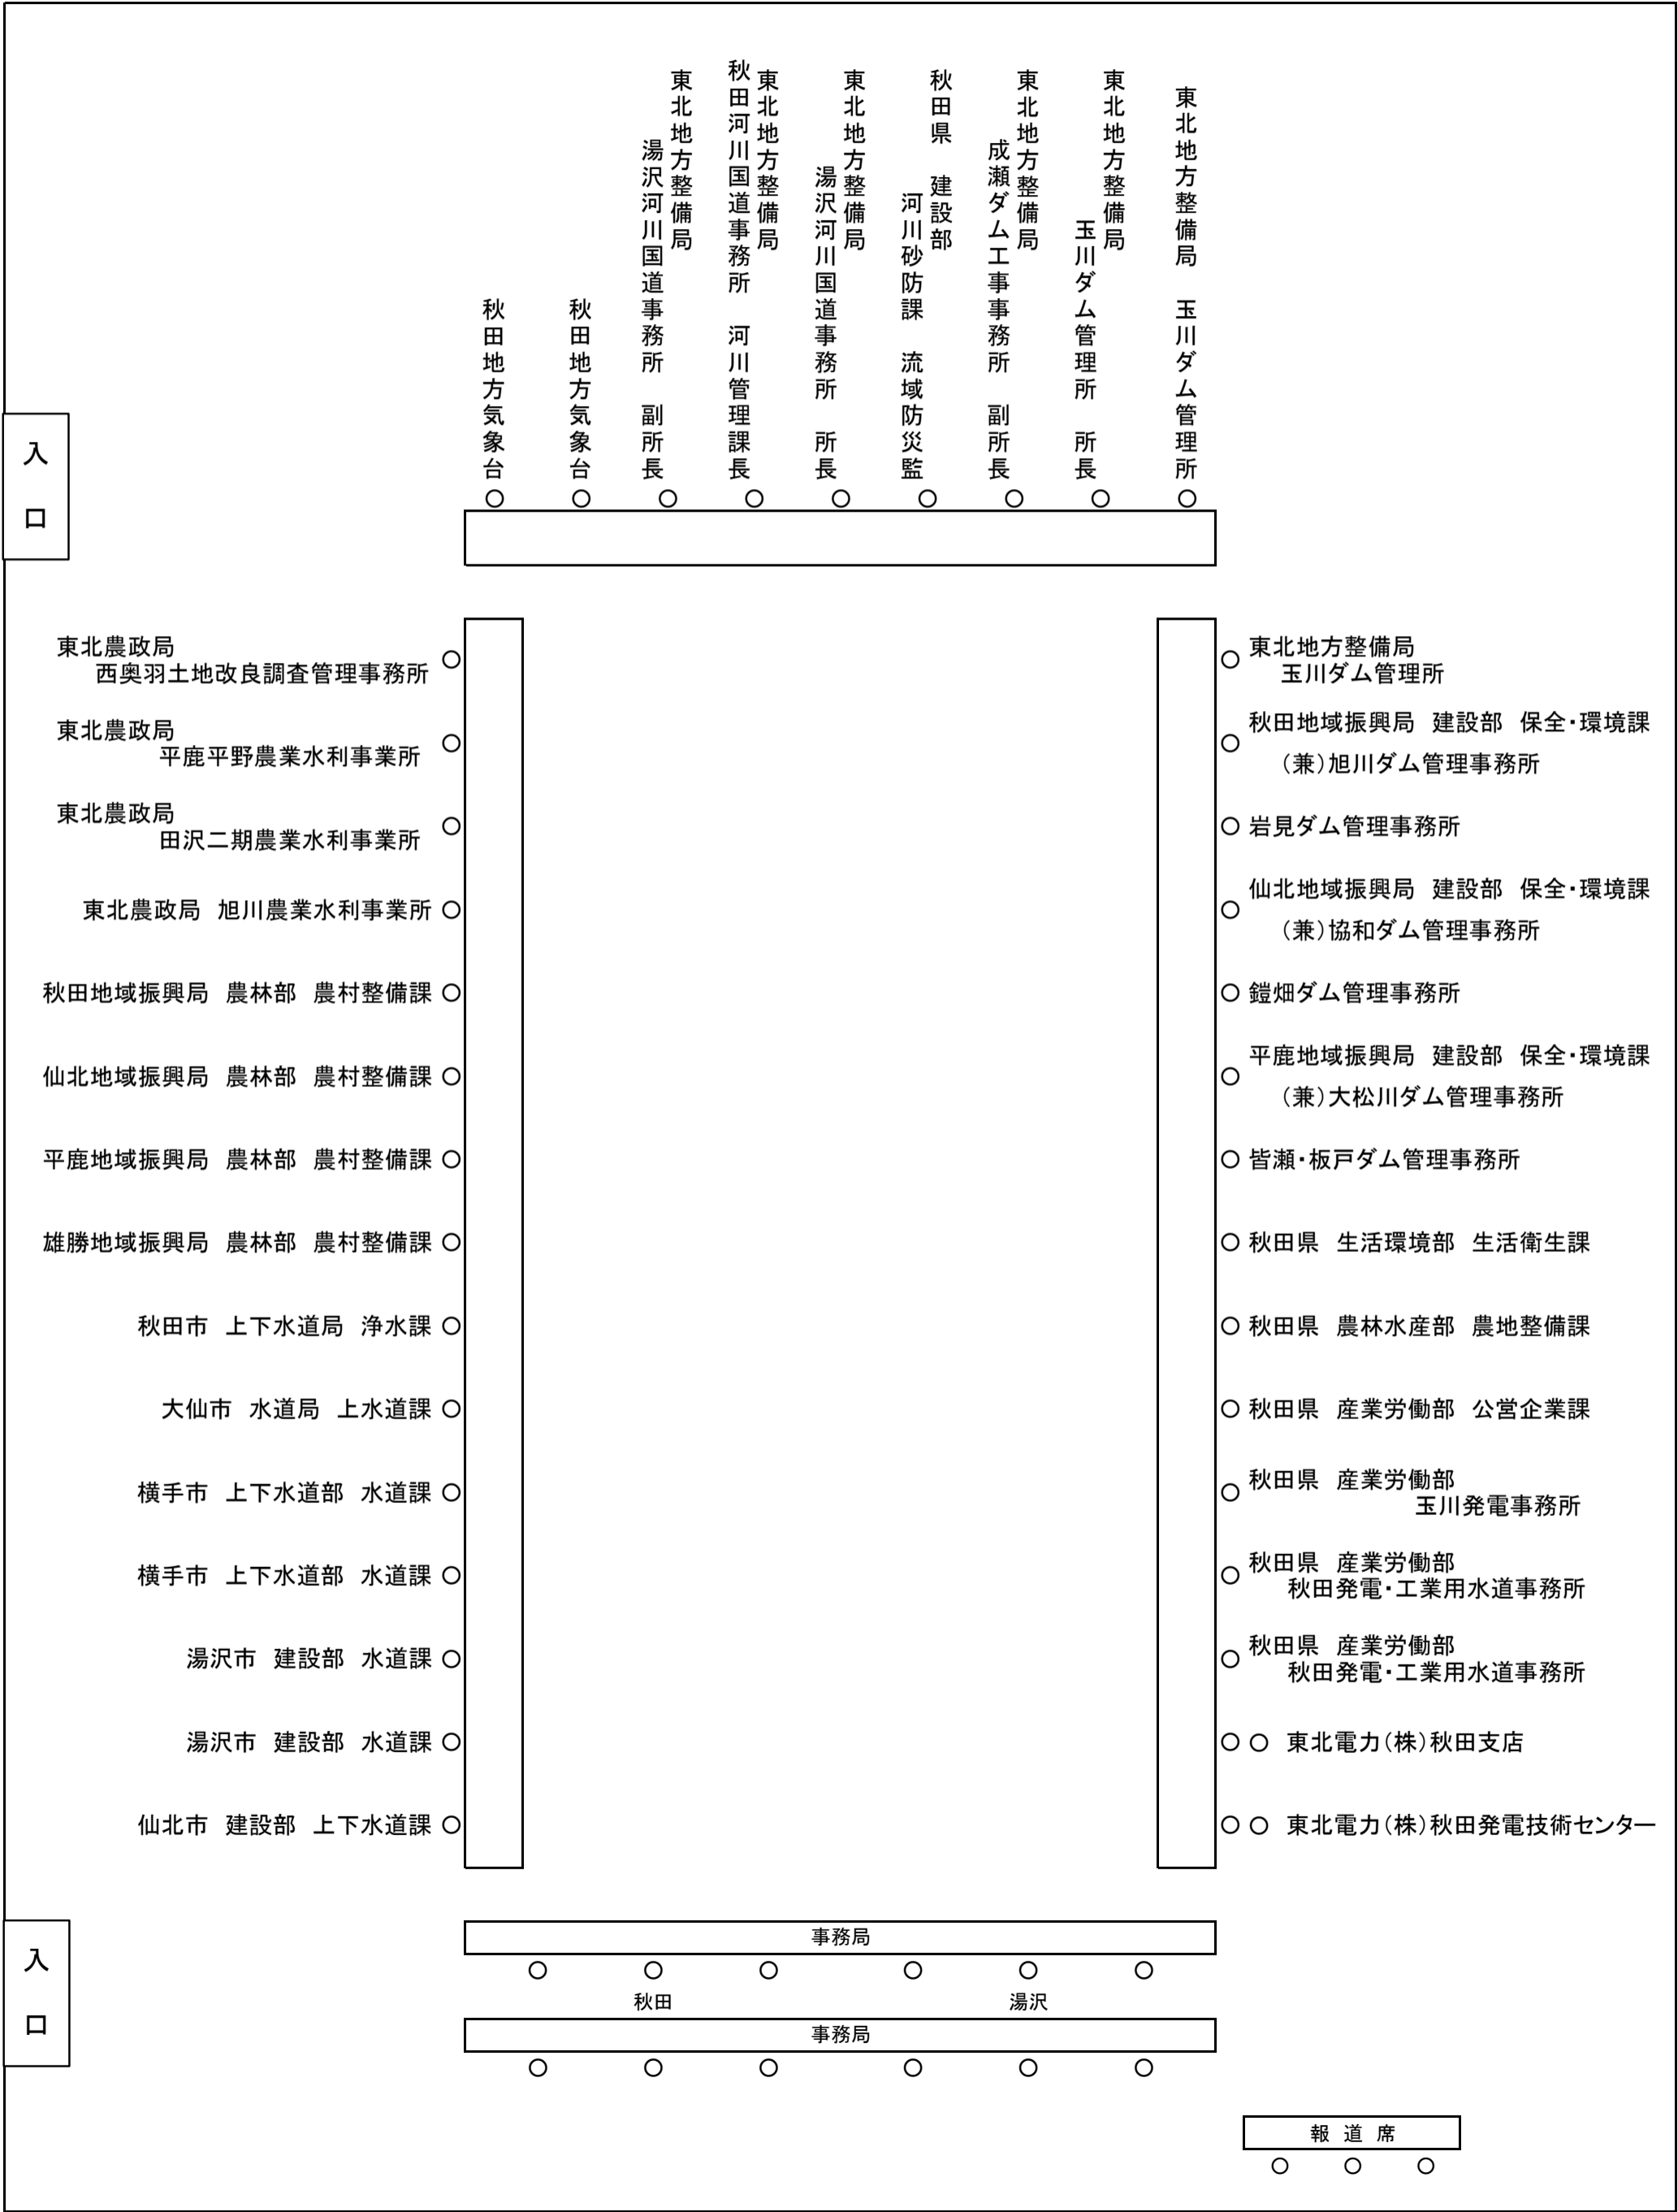 東北地方整備局　玉川ダム管理所
東北地方整備局
玉川ダム管理所　所長
東北地方整備局
成瀬ダム工事事務所　副所長
秋田県　建設部
河川砂防課　流域防災監
東北地方整備局
湯沢河川国道事務所　所長
東北地方整備局
秋田河川国道事務所　河川管理課長
東北地方整備局
湯沢河川国道事務所　副所長
秋田地方気象台
秋田地方気象台
入
口
東北農政局
西奥羽土地改良調査管理事務所
東北農政局
平鹿平野農業水利事業所
東北農政局
田沢二期農業水利事業所
東北農政局　旭川農業水利事業所
秋田地域振興局　農林部　農村整備課
仙北地域振興局　農林部　農村整備課
平鹿地域振興局　農林部　農村整備課
雄勝地域振興局　農林部　農村整備課
秋田市　上下水道局　浄水課
大仙市　水道局　上水道課
横手市　上下水道部　水道課
横手市　上下水道部　水道課
湯沢市　建設部　水道課
湯沢市　建設部　水道課
仙北市　建設部　上下水道課
東北地方整備局
玉川ダム管理所
秋田地域振興局　建設部　保全・環境課
（兼）旭川ダム管理事務所
岩見ダム管理事務所
仙北地域振興局　建設部　保全・環境課
（兼）協和ダム管理事務所
鎧畑ダム管理事務所
平鹿地域振興局　建設部　保全・環境課
（兼）大松川ダム管理事務所
皆瀬・板戸ダム管理事務所
秋田県　生活環境部　生活衛生課
秋田県　農林水産部　農地整備課
秋田県　産業労働部　公営企業課
秋田県　産業労働部
玉川発電事務所
秋田県　産業労働部
秋田発電・工業用水道事務所
秋田県　産業労働部
秋田発電・工業用水道事務所
東北電力（株）秋田支店
東北電力（株）秋田発電技術センター
入
口
事務局
秋田　湯沢
事務局
報　道　席